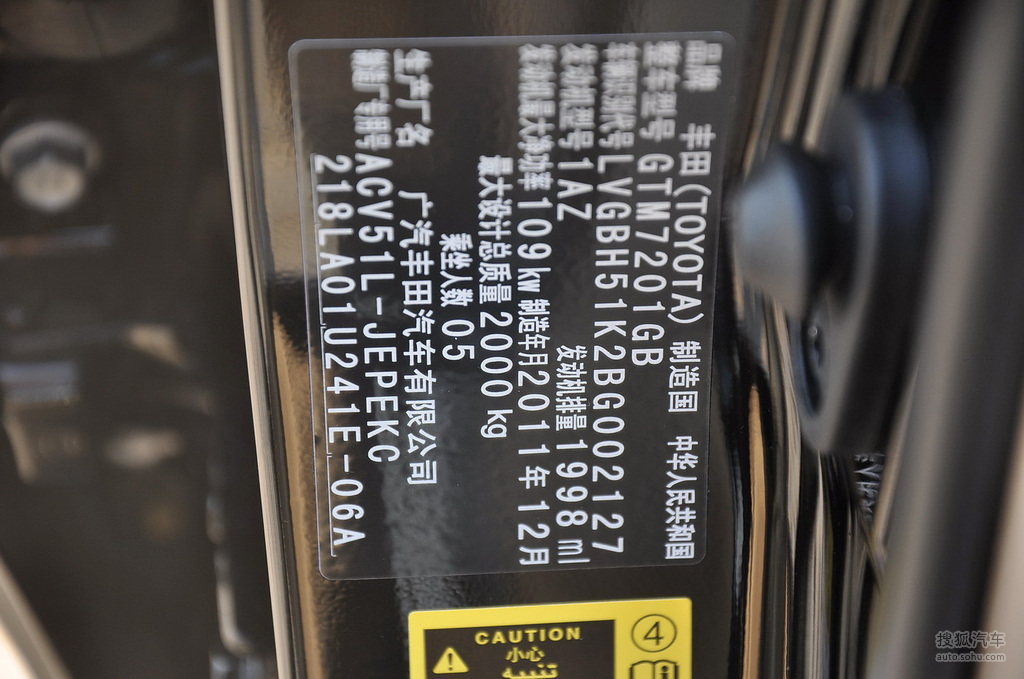 品牌 丰田(TOYOTA) 制造国 中华人民共和国
整车型号 GTM7201GB
车辆识别代号 LVGBH51K2BG002127
发动机型号 1AZ 发动机排量 1998 ml
发动机最大净功率 109kw 制造年月 2011年12月
最大设计总质量 2000 kg
乘坐人数 05
生产厂名 广汽丰田汽车有限公司
制造厂专用号 ACV51L-JEPEKC
218LA01U241E-06A
CAUTION
小心
4
搜狐汽车
auto.sohu.com